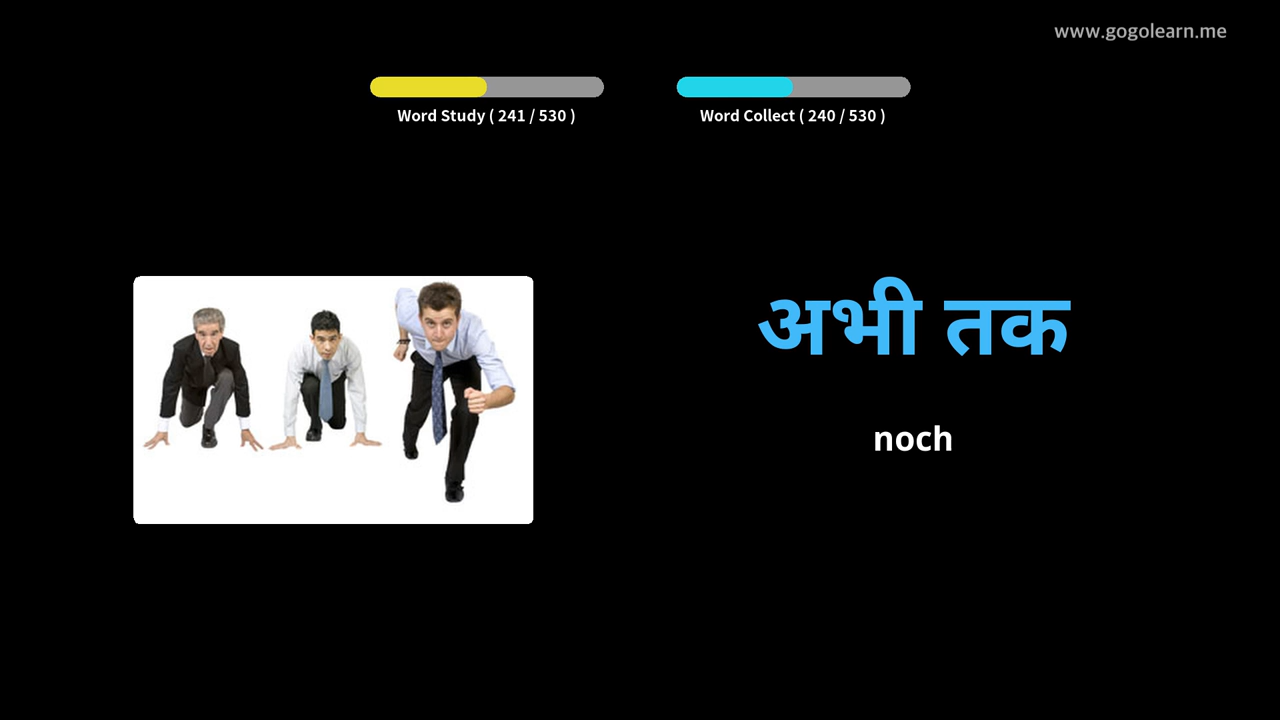 www.gogolearn.me
Word Study ( 241 / 530 )
Word Collect ( 240 / 530 )
अभी तक
noch